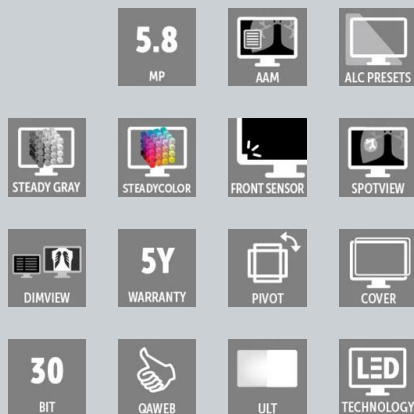 5.8
MP
AAM
ALC PRESETS
STEADY GRAY
STEADYCOLOR
FRONT SENSOR
SPOTVIEW
DIMVIEW
5Y
WARRANTY
PIVOT
COVER
30
BIT
QAWEB
ULT
LED
TECHNOLOGY